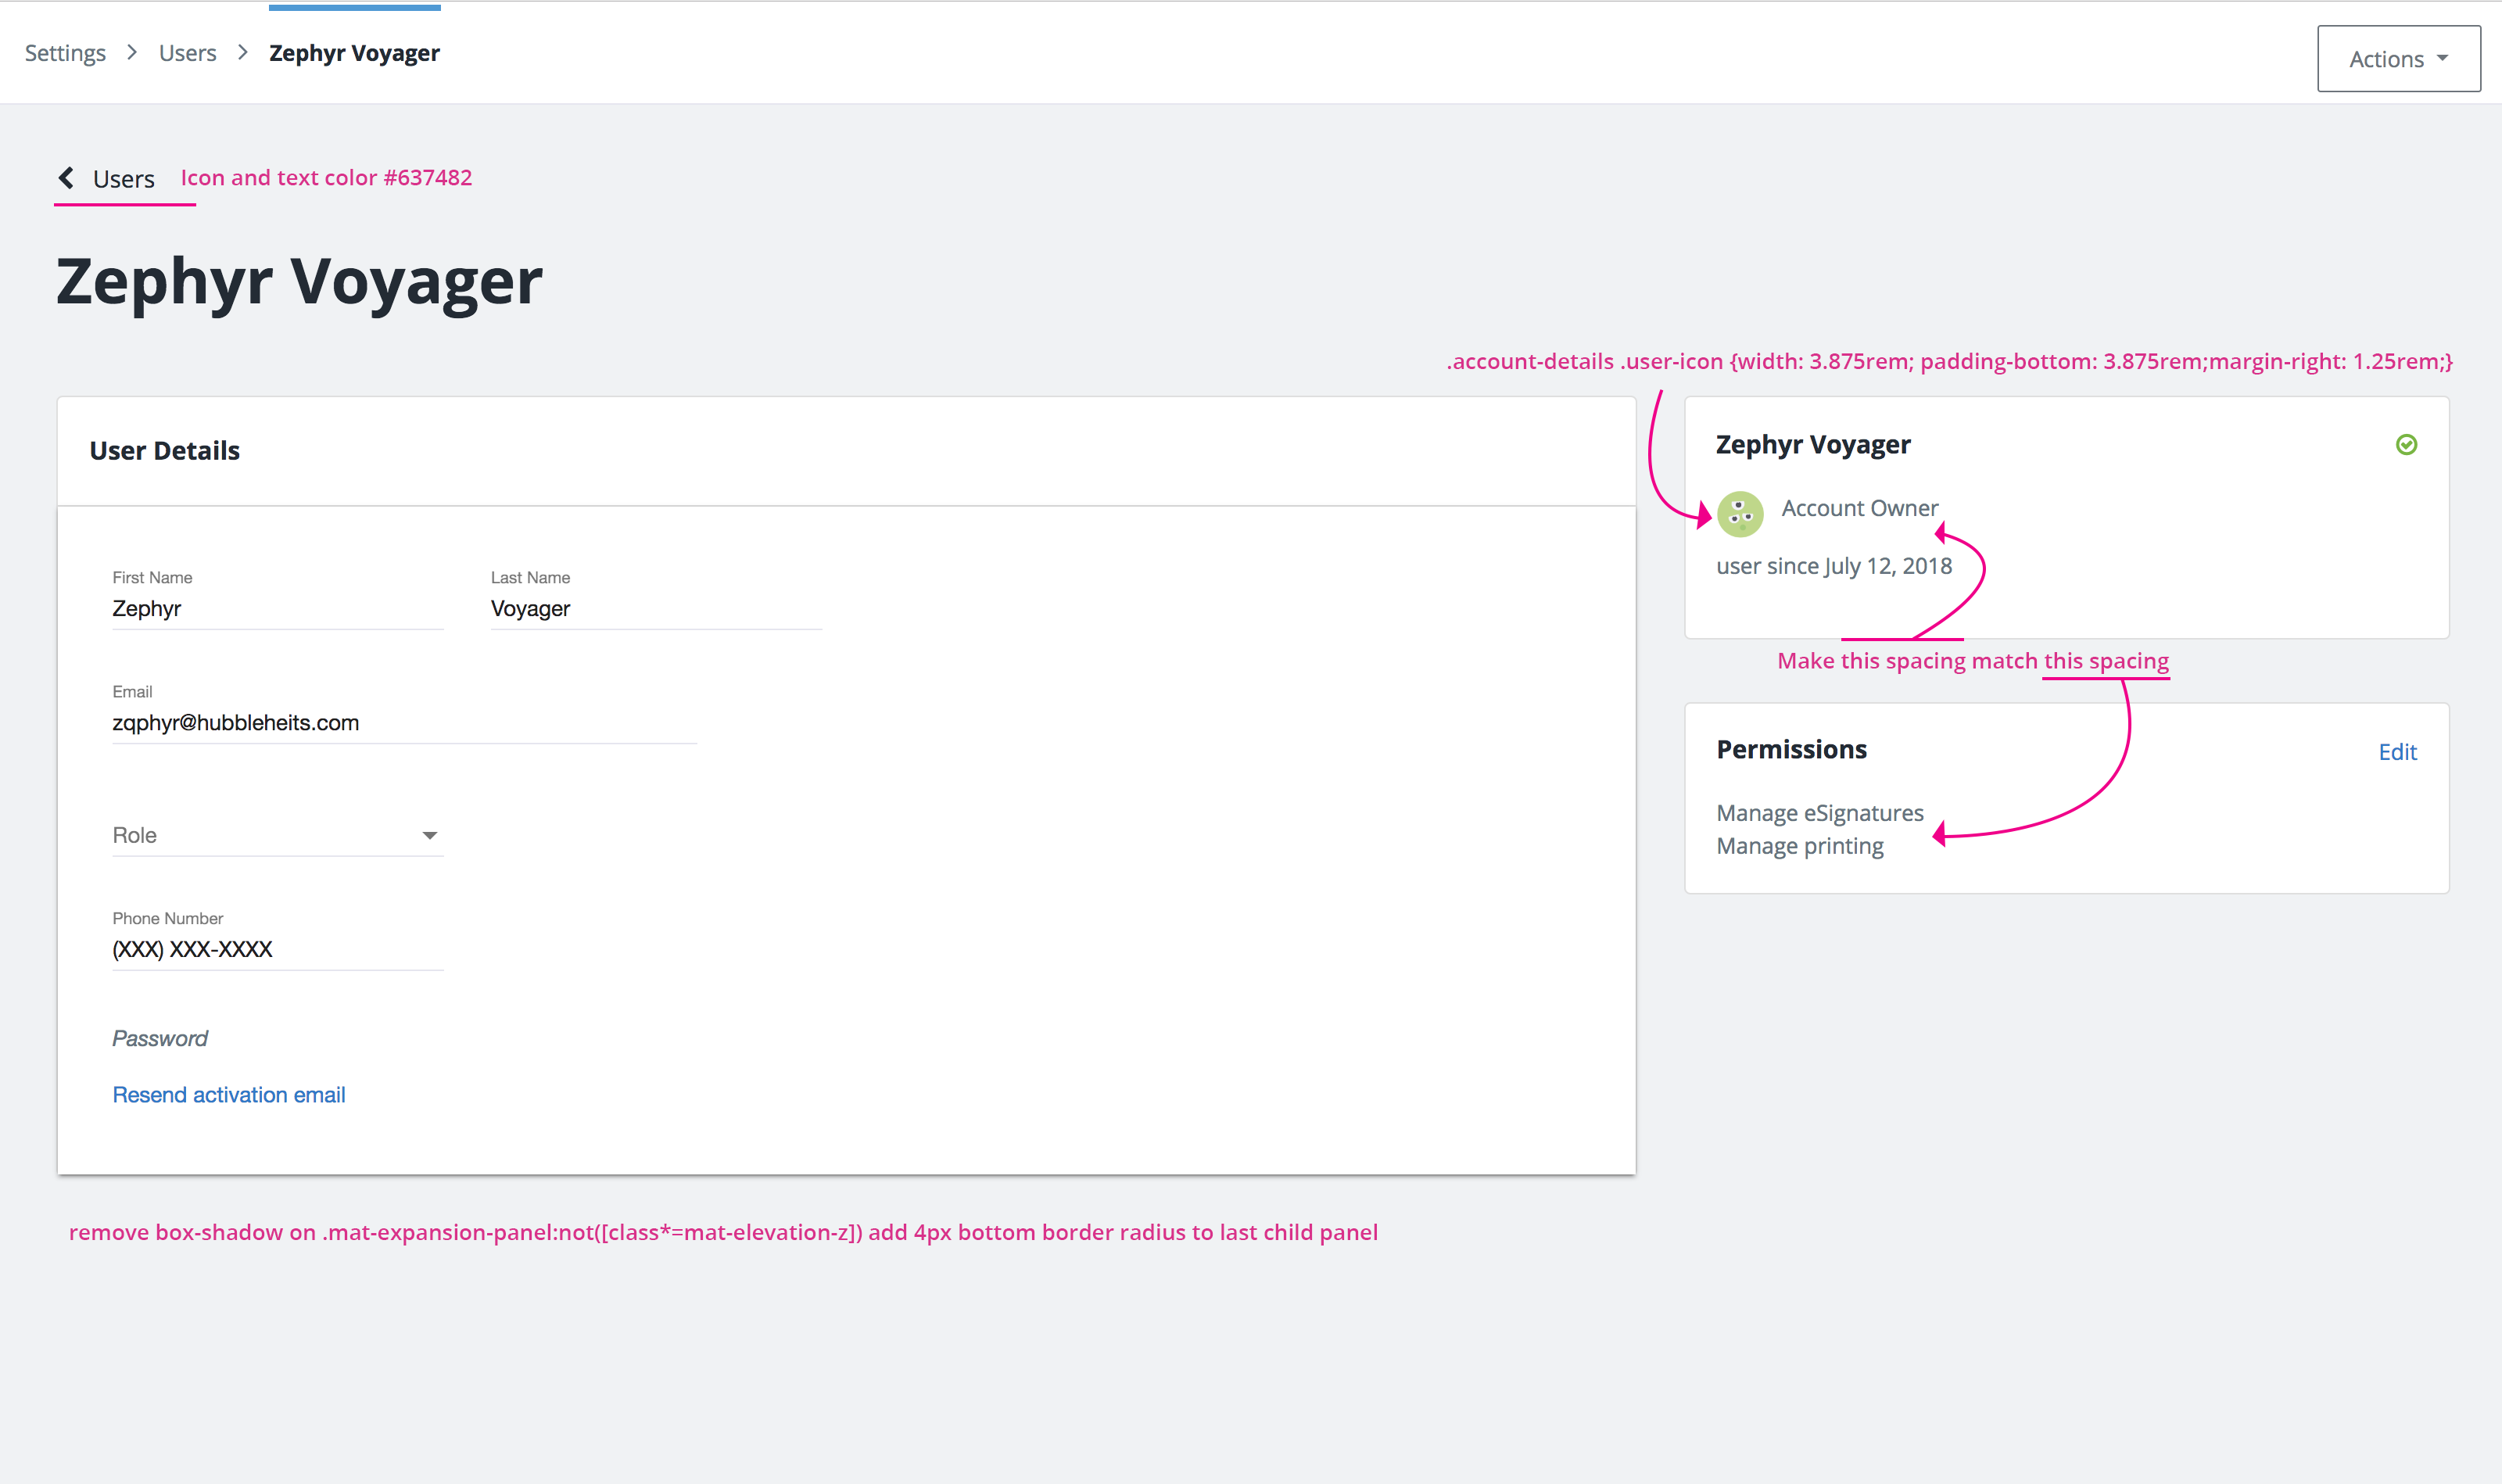 Settings > Users > Zephyr Voyager
Actions
Users
Icon and text color #637482
Zephyr Voyager
.account-details .user-icon {width: 3.875rem; padding-bottom: 3.875rem;margin-right: 1.25rem;}
User Details
First Name
Zephyr
Last Name
Voyager
Email
zqphyr@hubbleheits.com
Role
Phone Number
(XXX) XXX-XXXX
Password
Resend activation email
Zephyr Voyager
Account Owner
user since July 12, 2018
Make this spacing match this spacing
Permissions
Edit
Manage eSignatures
Manage printing
remove box-shadow on .mat-expansion-panel:not([class*=mat-elevation-z]) add 4px bottom border radius to last child panel